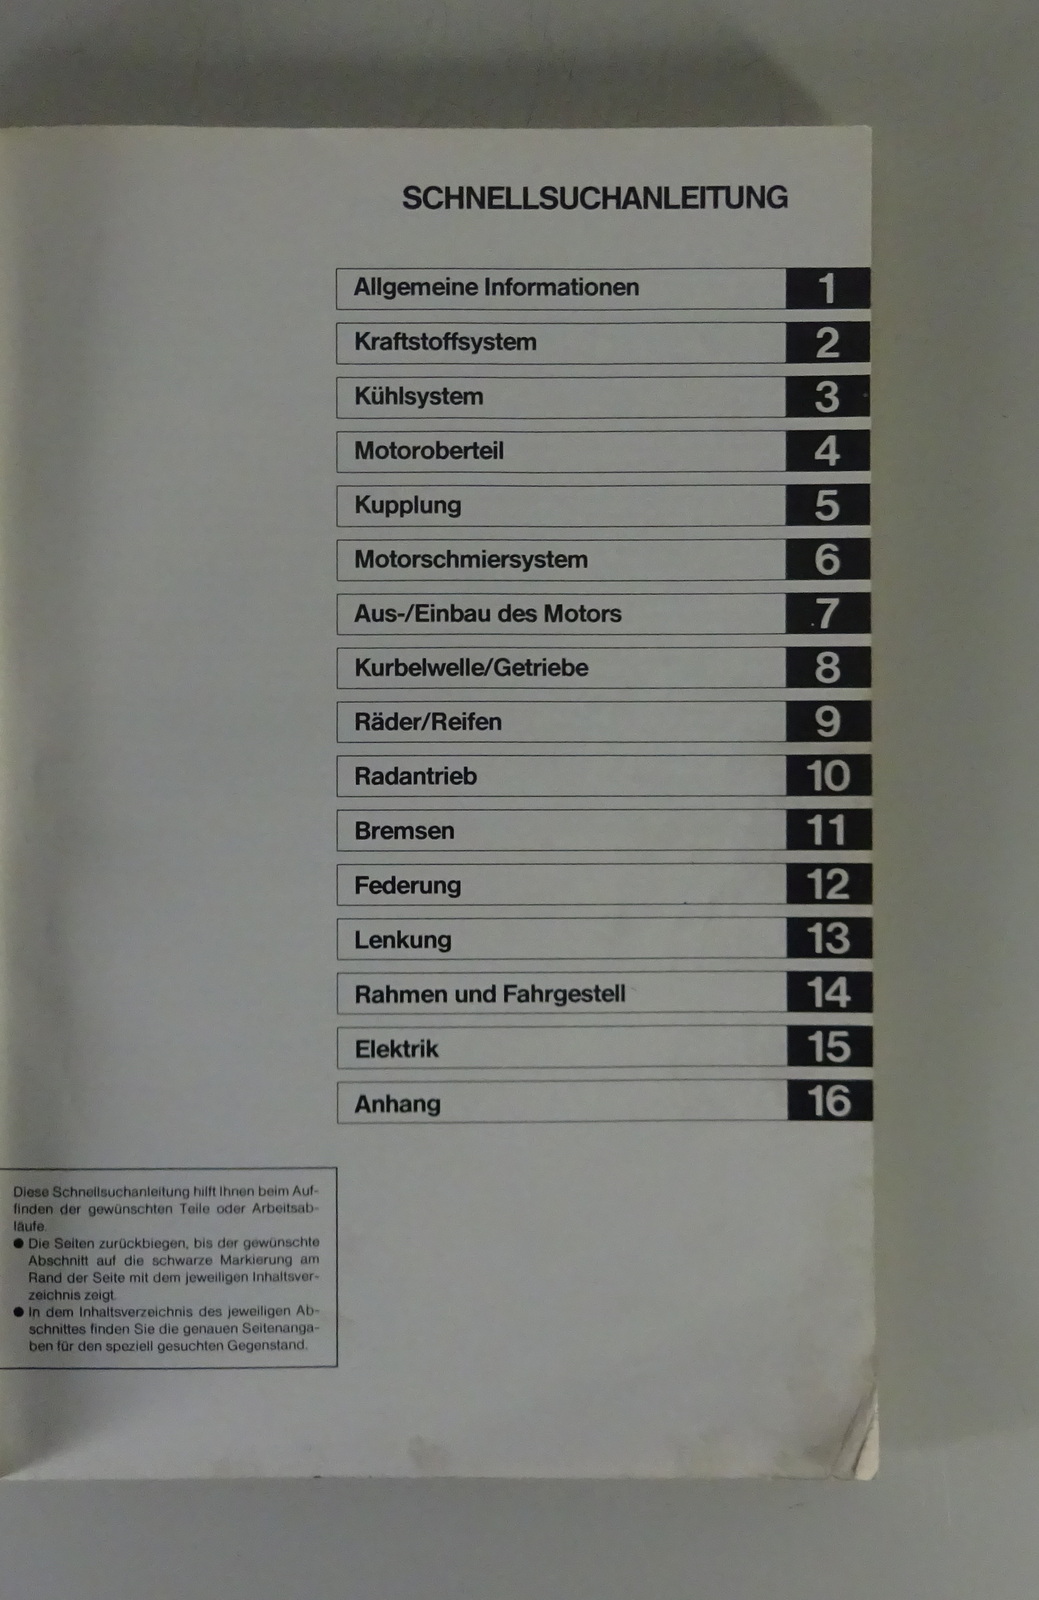 SCHNELLSUCHANLEITUNG
Allgemeine Informationen 1
Kraftstoffsystem 2
Kühlsystem 3
Motoroberteil 4
Kupplung 5
Motorschmiersystem 6
Aus-/Einbau des Motors 7
Kurbelwelle/Getriebe 8
Räder/Reifen 9
Radantrieb 10
Bremsen 11
Federung 12
Lenkung 13
Rahmen und Fahrgestell 14
Elektrik 15
Anhang 16
Diese Schnellsuchanleitung hilft Ihnen beim Auf-
finden der gewünschten Teile oder Arbeitsab-
läufe.
● Die Seiten zurückbiegen, bis der gewünschte
Abschnitt auf die schwarze Markierung am
Rand der Seite mit dem jeweiligen Inhaltsver-
zeichnis zeigt.
● In dem Inhaltsverzeichnis des jeweiligen Ab-
schnittes finden Sie die genauen Seitenanga-
ben für den speziell gesuchten Gegenstand.